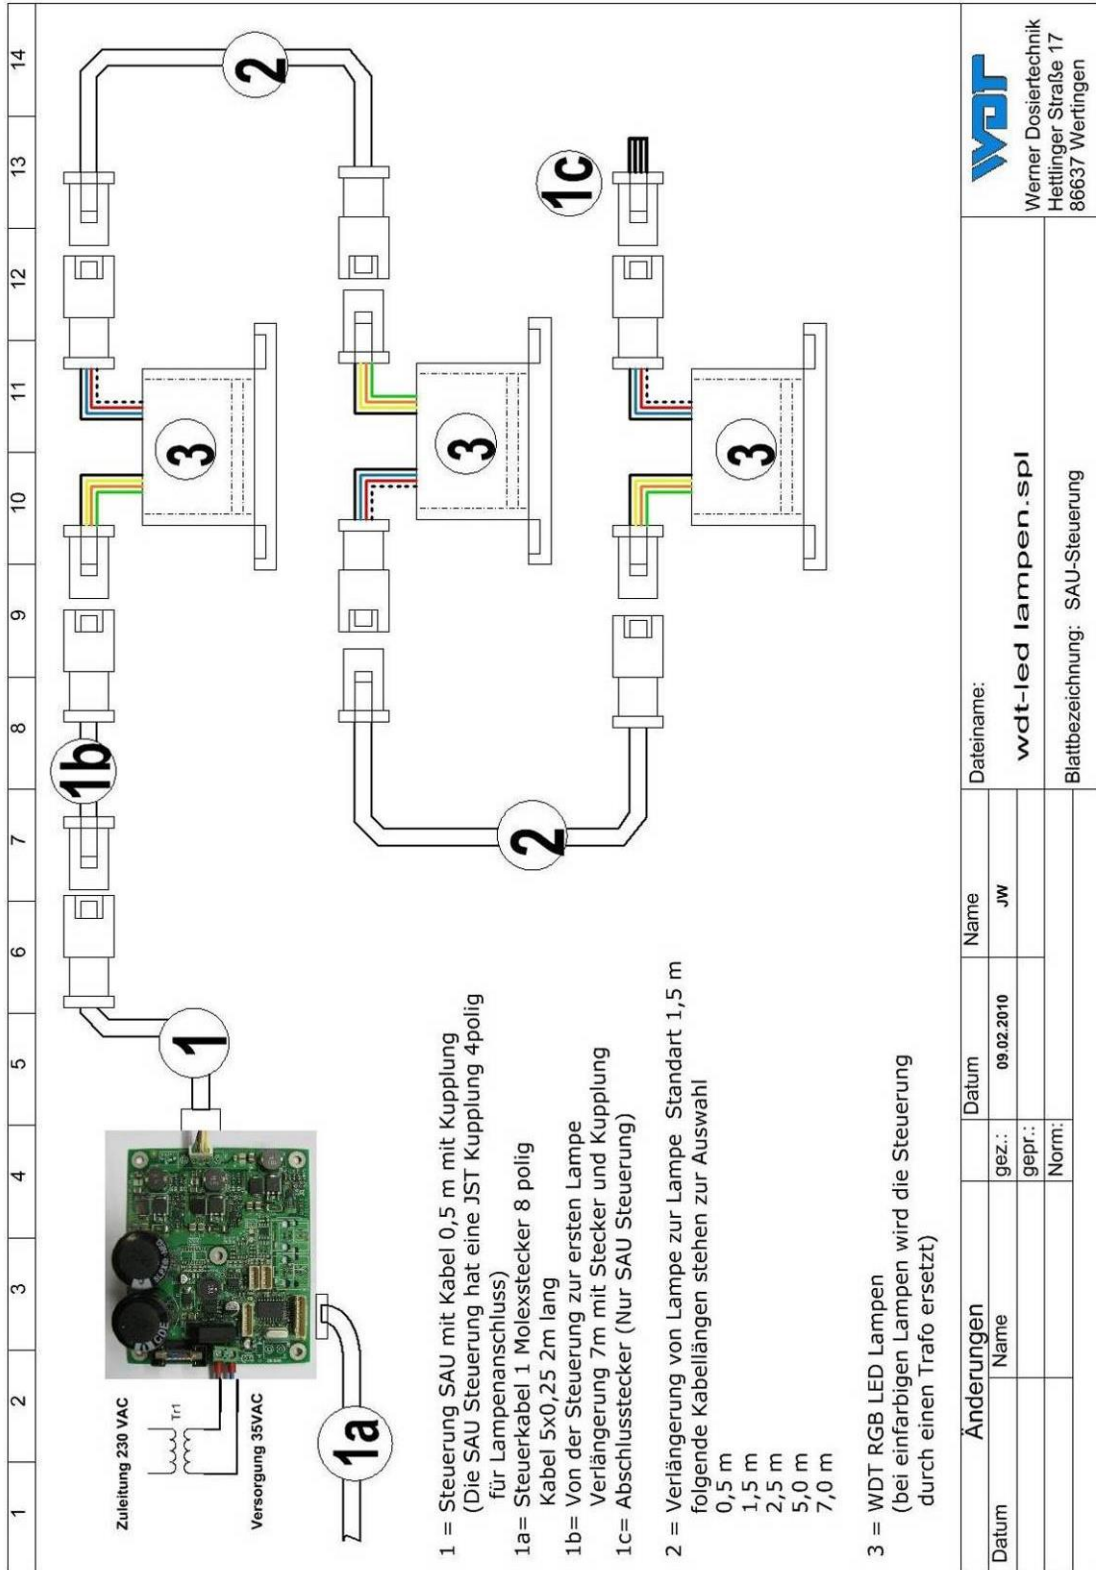 1 2 3 4 5 6 7 8 9 10 11 12 13 14
Zuleitung 230 VAC
Tr1
Versorgung 35VAC
1a
1
1b
2
3
3
2
1c
3
1 = Steuerung SAU mit Kabel 0,5 m mit Kupplung
(Die SAU Steuerung hat eine JST Kupplung 4polig
für Lampenanschluss)
1a= Steuerkabel 1 Molexstecker 8 polig
Kabel 5x0,25 2m lang
1b= Von der Steuerung zur ersten Lampe
Verlängerung 7m mit Stecker und Kupplung
1c= Abschlusstecker (Nur SAU Steuerung)
2 = Verlängerung von Lampe zur Lampe Standart 1,5 m
folgende Kabellängen stehen zur Auswahl
0,5 m
1,5 m
2,5 m
5,0 m
7,0 m
3 = WDT RGB LED Lampen
(bei einfarbigen Lampen wird die Steuerung
durch einen Trafo ersetzt)
Änderungen
Datum Name
Datum Name
gez.: 09.02.2010 JW
gepr.:
Norm:
Dateiname:
wdt-led lampen.spl
Blattbezeichnung: SAU-Steuerung
WDT
Werner Dosiertechnik
Hettlinger Straße 17
86637 Wertingen